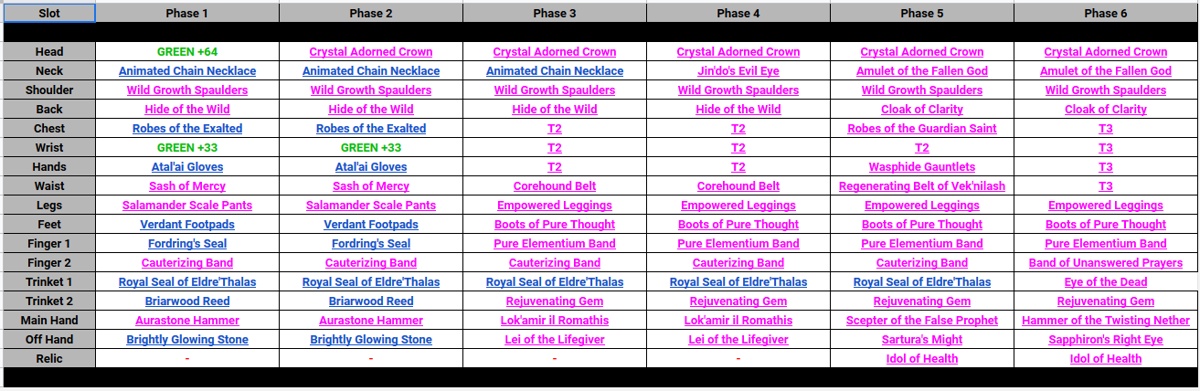 Slot Phase 1 Phase 2 Phase 3 Phase 4 Phase 5 Phase 6
Head GREEN +64 Crystal Adorned Crown Crystal Adorned Crown Crystal Adorned Crown Crystal Adorned Crown Crystal Adorned Crown
Neck Animated Chain Necklace Animated Chain Necklace Animated Chain Necklace Jin'do's Evil Eye Amulet of the Fallen God Amulet of the Fallen God
Shoulder Wild Growth Spaulders Wild Growth Spaulders Wild Growth Spaulders Wild Growth Spaulders Wild Growth Spaulders Wild Growth Spaulders
Back Hide of the Wild Hide of the Wild Hide of the Wild Hide of the Wild Cloak of Clarity Cloak of Clarity
Chest Robes of the Exalted Robes of the Exalted T2 T2 Robes of the Guardian Saint T3
Wrist GREEN +33 GREEN +33 T2 T2 T2 T3
Hands Atal'ai Gloves Atal'ai Gloves T2 T2 Wasphide Gauntlets T3
Waist Sash of Mercy Sash of Mercy Corehound Belt Corehound Belt Regenerating Belt of Vek'nilash T3
Legs Salamander Scale Pants Salamander Scale Pants Empowered Leggings Empowered Leggings Empowered Leggings Empowered Leggings
Feet Verdant Footpads Verdant Footpads Boots of Pure Thought Boots of Pure Thought Boots of Pure Thought Boots of Pure Thought
Finger 1 Fordring's Seal Fordring's Seal Pure Elementium Band Pure Elementium Band Pure Elementium Band Pure Elementium Band
Finger 2 Cauterizing Band Cauterizing Band Cauterizing Band Cauterizing Band Cauterizing Band Band of Unanswered Prayers
Trinket 1 Royal Seal of Eldre'Thalas Royal Seal of Eldre'Thalas Royal Seal of Eldre'Thalas Royal Seal of Eldre'Thalas Royal Seal of Eldre'Thalas Eye of the Dead
Trinket 2 Briarwood Reed Briarwood Reed Rejuvenating Gem Rejuvenating Gem Rejuvenating Gem Rejuvenating Gem
Main Hand Aurastone Hammer Aurastone Hammer Lok'amir il Romathis Lok'amir il Romathis Scepter of the False Prophet Hammer of the Twisting Nether
Off Hand Brightly Glowing Stone Brightly Glowing Stone Lei of the Lifegiver Lei of the Lifegiver Sartura's Might Sapphiron's Right Eye
Relic - - - - Idol of Health Idol of Health